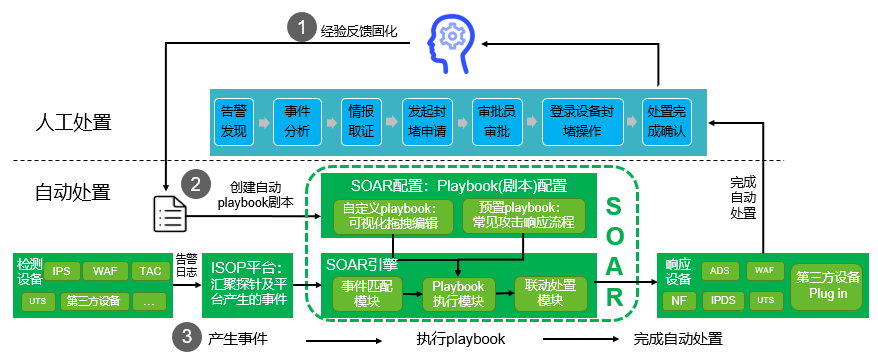 1 经验反馈固化
人工处置
告警
发现
事件
分析
情报
取证
发起封
堵申请
审批员
审批
登录设备封
堵操作
处置完
成确认
自动处置
2 创建自动
playbook剧本
SOAR配置：Playbook(剧本)配置
自定义playbook：
可视化拖拽编辑
预置playbook：
常见攻击响应流程
SOAR
完成
自动
处置
检测
设备
IPS
WAF
TAC
UTS
第三方设备
...
告警
日志
ISOP平台：
汇聚探针及平
台产生的事件
SOAR引擎
事件匹配
模块
Playbook
执行模块
联动处置
模块
响应
设备
ADS
WAF
NF
IPDS
UTS
第三方设备
Plug in
3 产生事件
执行playbook
完成自动处置